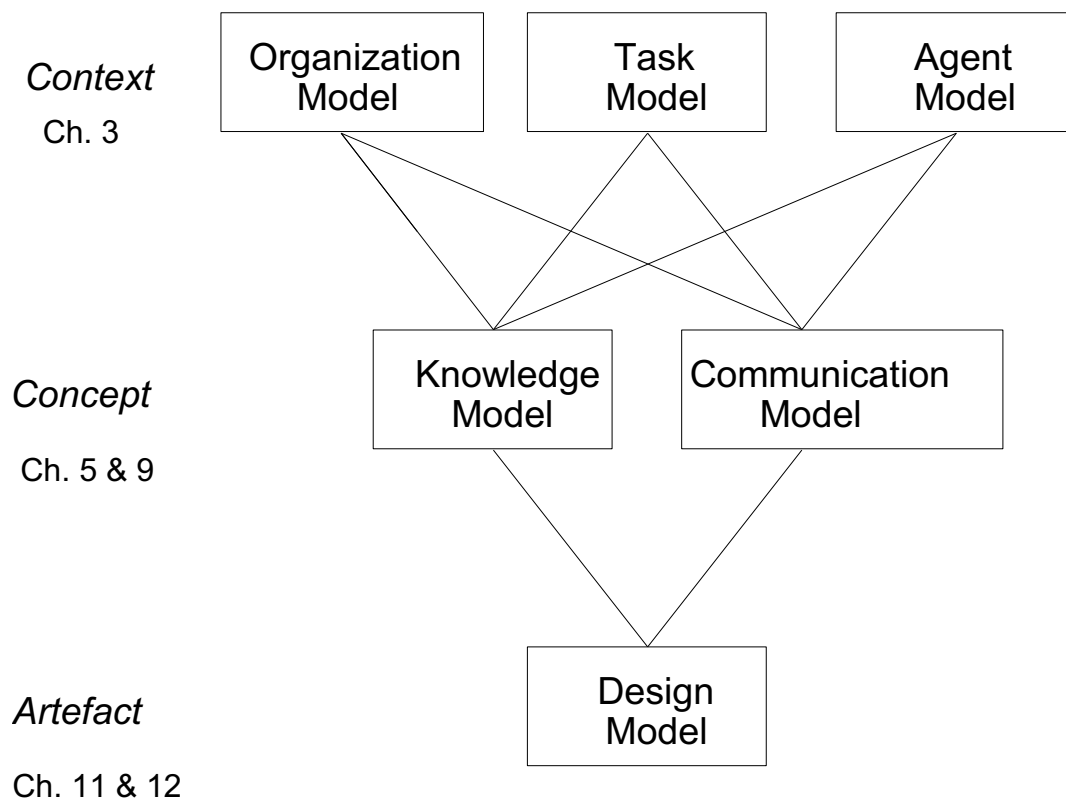 Context
Ch. 3
Organization
Model
Task
Model
Agent
Model
Concept
Ch. 5 & 9
Knowledge
Model
Communication
Model
Artefact
Ch. 11 & 12
Design
Model